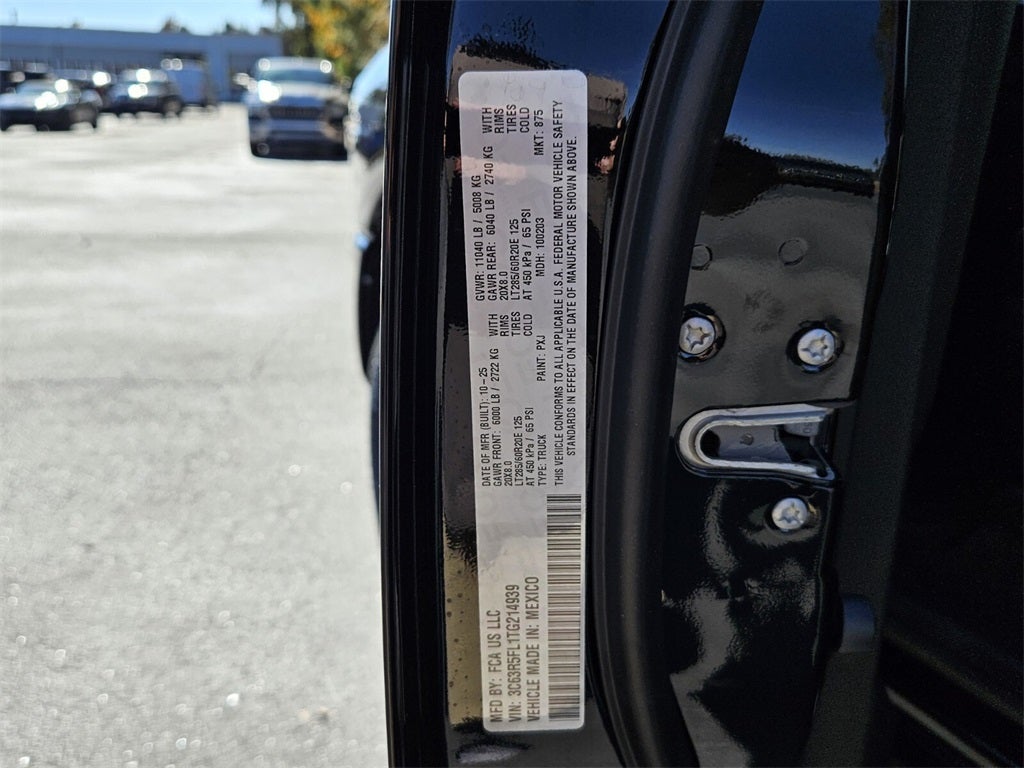 MFD BY: FCA US LLC
VIN: 3C63R5FL1TG214939
VEHICLE MADE IN: MEXICO
DATE OF MFR (BUILT): 10-25 GVWR: 11040 LB / 5008 KG
GAWR FRONT: 6000 LB / 2722 KG WITH GAWR REAR: 6040 LB / 2740 KG WITH
20X8.0 RIMS 20X8.0 RIMS
LT285/60R20E 125 TIRES LT285/60R20E 125 TIRES
AT 450 kPa / 65 PSI COLD AT 450 kPa / 65 PSI COLD
TYPE: TRUCK PAINT: PXJ MDH: 100203 MKT: 875
THIS VEHICLE CONFORMS TO ALL APPLICABLE U.S.A. FEDERAL MOTOR VEHICLE SAFETY
STANDARDS IN EFFECT ON THE DATE OF MANUFACTURE SHOWN ABOVE.